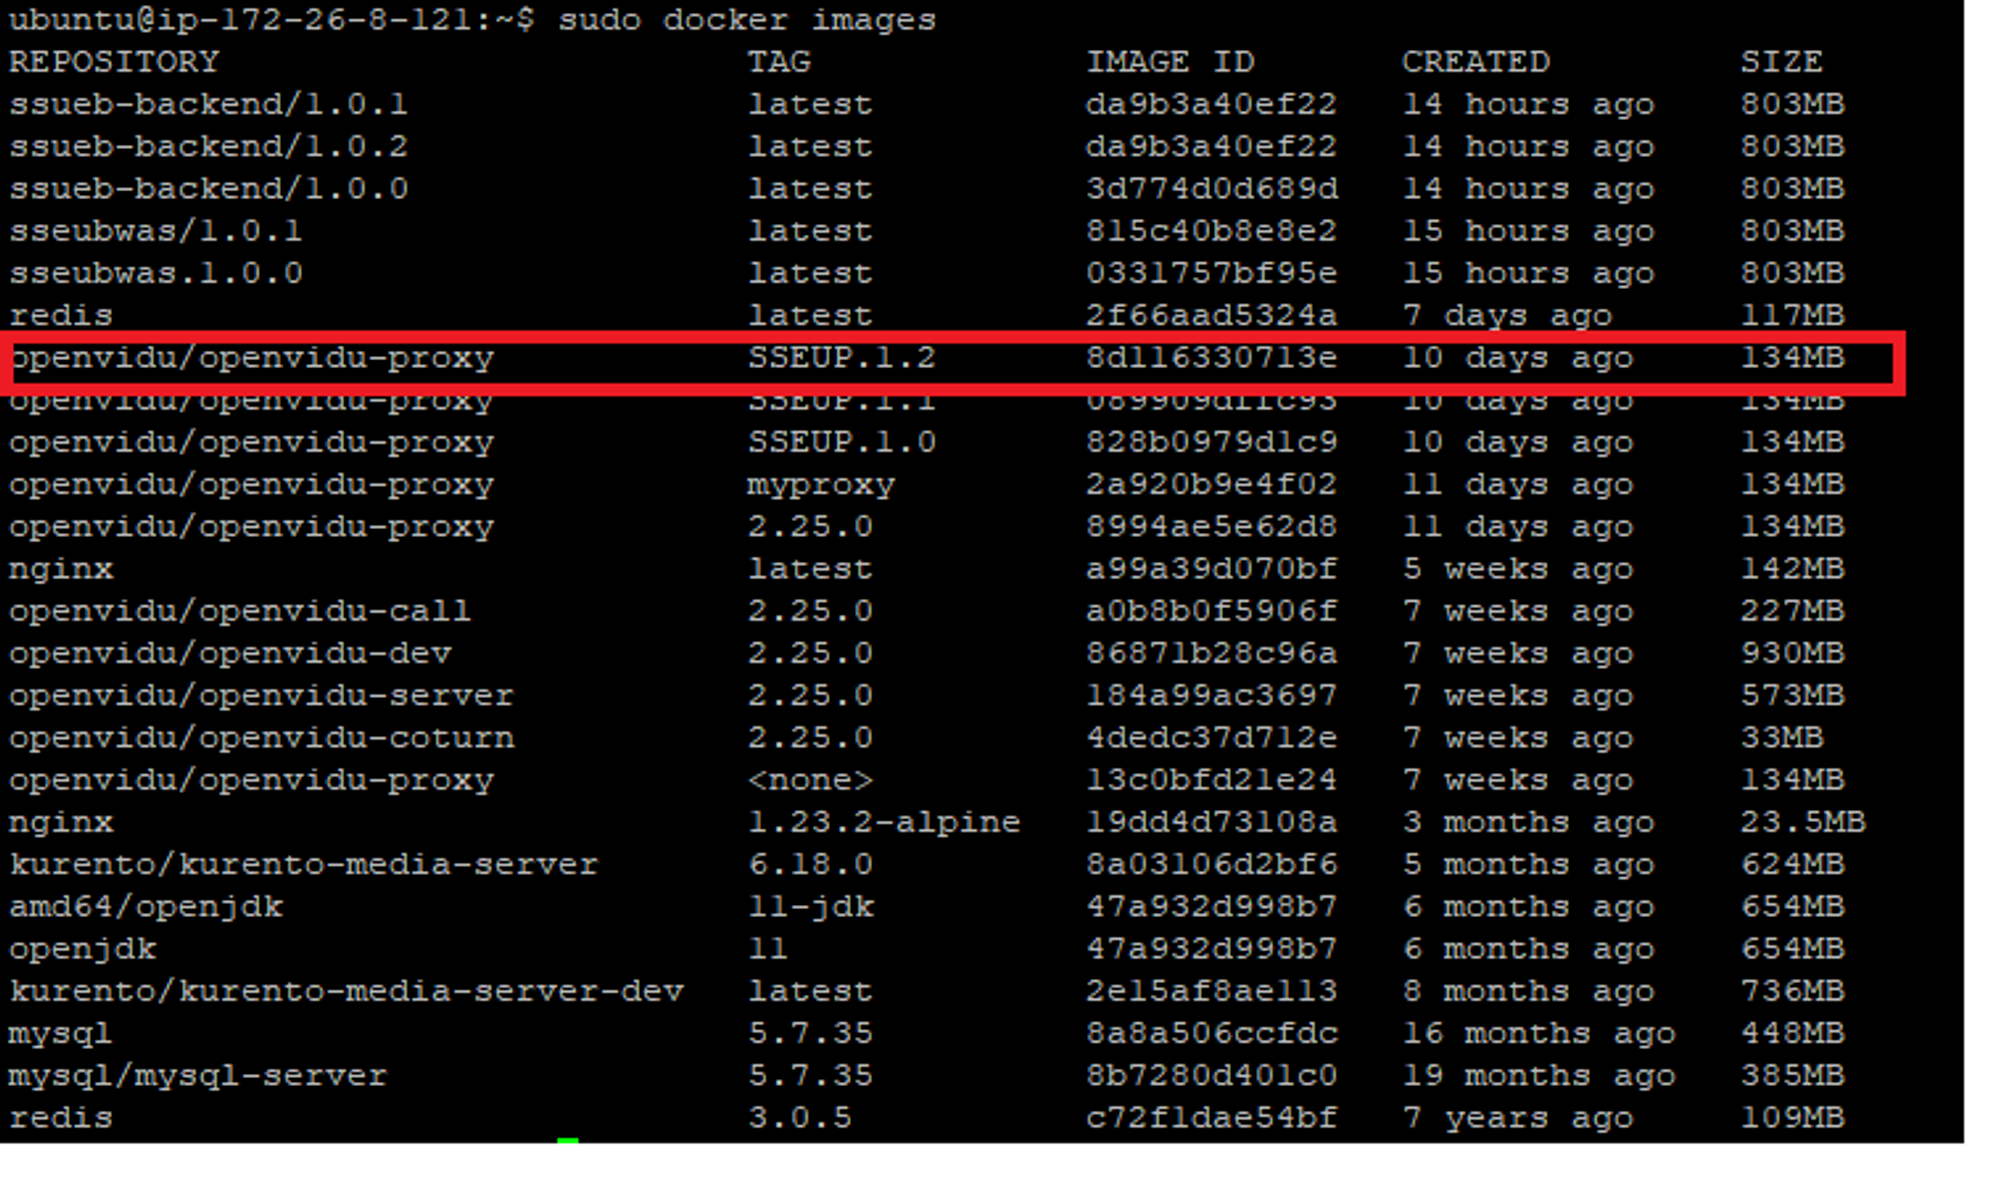 ubuntu@ip-172-26-8-121:~$ sudo docker images
REPOSITORY TAG IMAGE ID CREATED SIZE
ssueb-backend/1.0.1 latest da9b3a40ef22 14 hours ago 803MB
ssueb-backend/1.0.2 latest da9b3a40ef22 14 hours ago 803MB
ssueb-backend/1.0.0 latest 3d774d0d689d 14 hours ago 803MB
sseubwas/1.0.1 latest 815c40b8e8e2 15 hours ago 803MB
sseubwas.1.0.0 latest 0331757bf95e 15 hours ago 803MB
redis latest 2f66aad5324a 7 days ago 117MB
openvidu/openvidu-proxy SSEUP.1.2 8d116330713e 10 days ago 134MB
openvidu/openvidu-proxy SSEUP.1.1 10 days ago 134MB
openvidu/openvidu-proxy SSEUP.1.0 828b0979d1c9 10 days ago 134MB
openvidu/openvidu-proxy myproxy 2a920b9e4f02 11 days ago 134MB
openvidu/openvidu-proxy 2.25.0 8994ae5e62d8 11 days ago 134MB
nginx latest a99a39d070bf 5 weeks ago 142MB
openvidu/openvidu-call 2.25.0 a0b8b0f5906f 7 weeks ago 227MB
openvidu/openvidu-dev 2.25.0 86871b28c96a 7 weeks ago 930MB
openvidu/openvidu-server 2.25.0 184a99ac3697 7 weeks ago 573MB
openvidu/openvidu-coturn 2.25.0 4dedc37d712e 7 weeks ago 33MB
openvidu/openvidu-proxy <none> 13c0bfd21e24 7 weeks ago 134MB
nginx 1.23.2-alpine 19dd4d73108a 3 months ago 23.5MB
kurento/kurento-media-server 6.18.0 8a03106d2bf6 5 months ago 624MB
amd64/openjdk 11-jdk 47a932d998b7 6 months ago 654MB
openjdk 11 47a932d998b7 6 months ago 654MB
kurento/kurento-media-server-dev latest 2e15af8ae113 8 months ago 736MB
mysql 5.7.35 8a8a506ccfdc 16 months ago 448MB
mysql/mysql-server 5.7.35 8b7280d401c0 19 months ago 385MB
redis 3.0.5 c72f1dae54bf 7 years ago 109MB